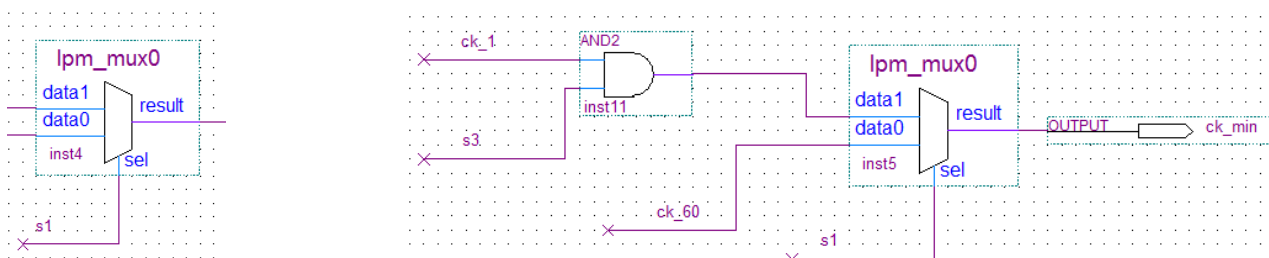 lpm_mux0
data1
data0
result
inst4
sel
s1
ck_1
AND2
inst11
s3
ck_60
lpm_mux0
data1
data0
result
inst5
sel
s1
OUTPUT
ck_min